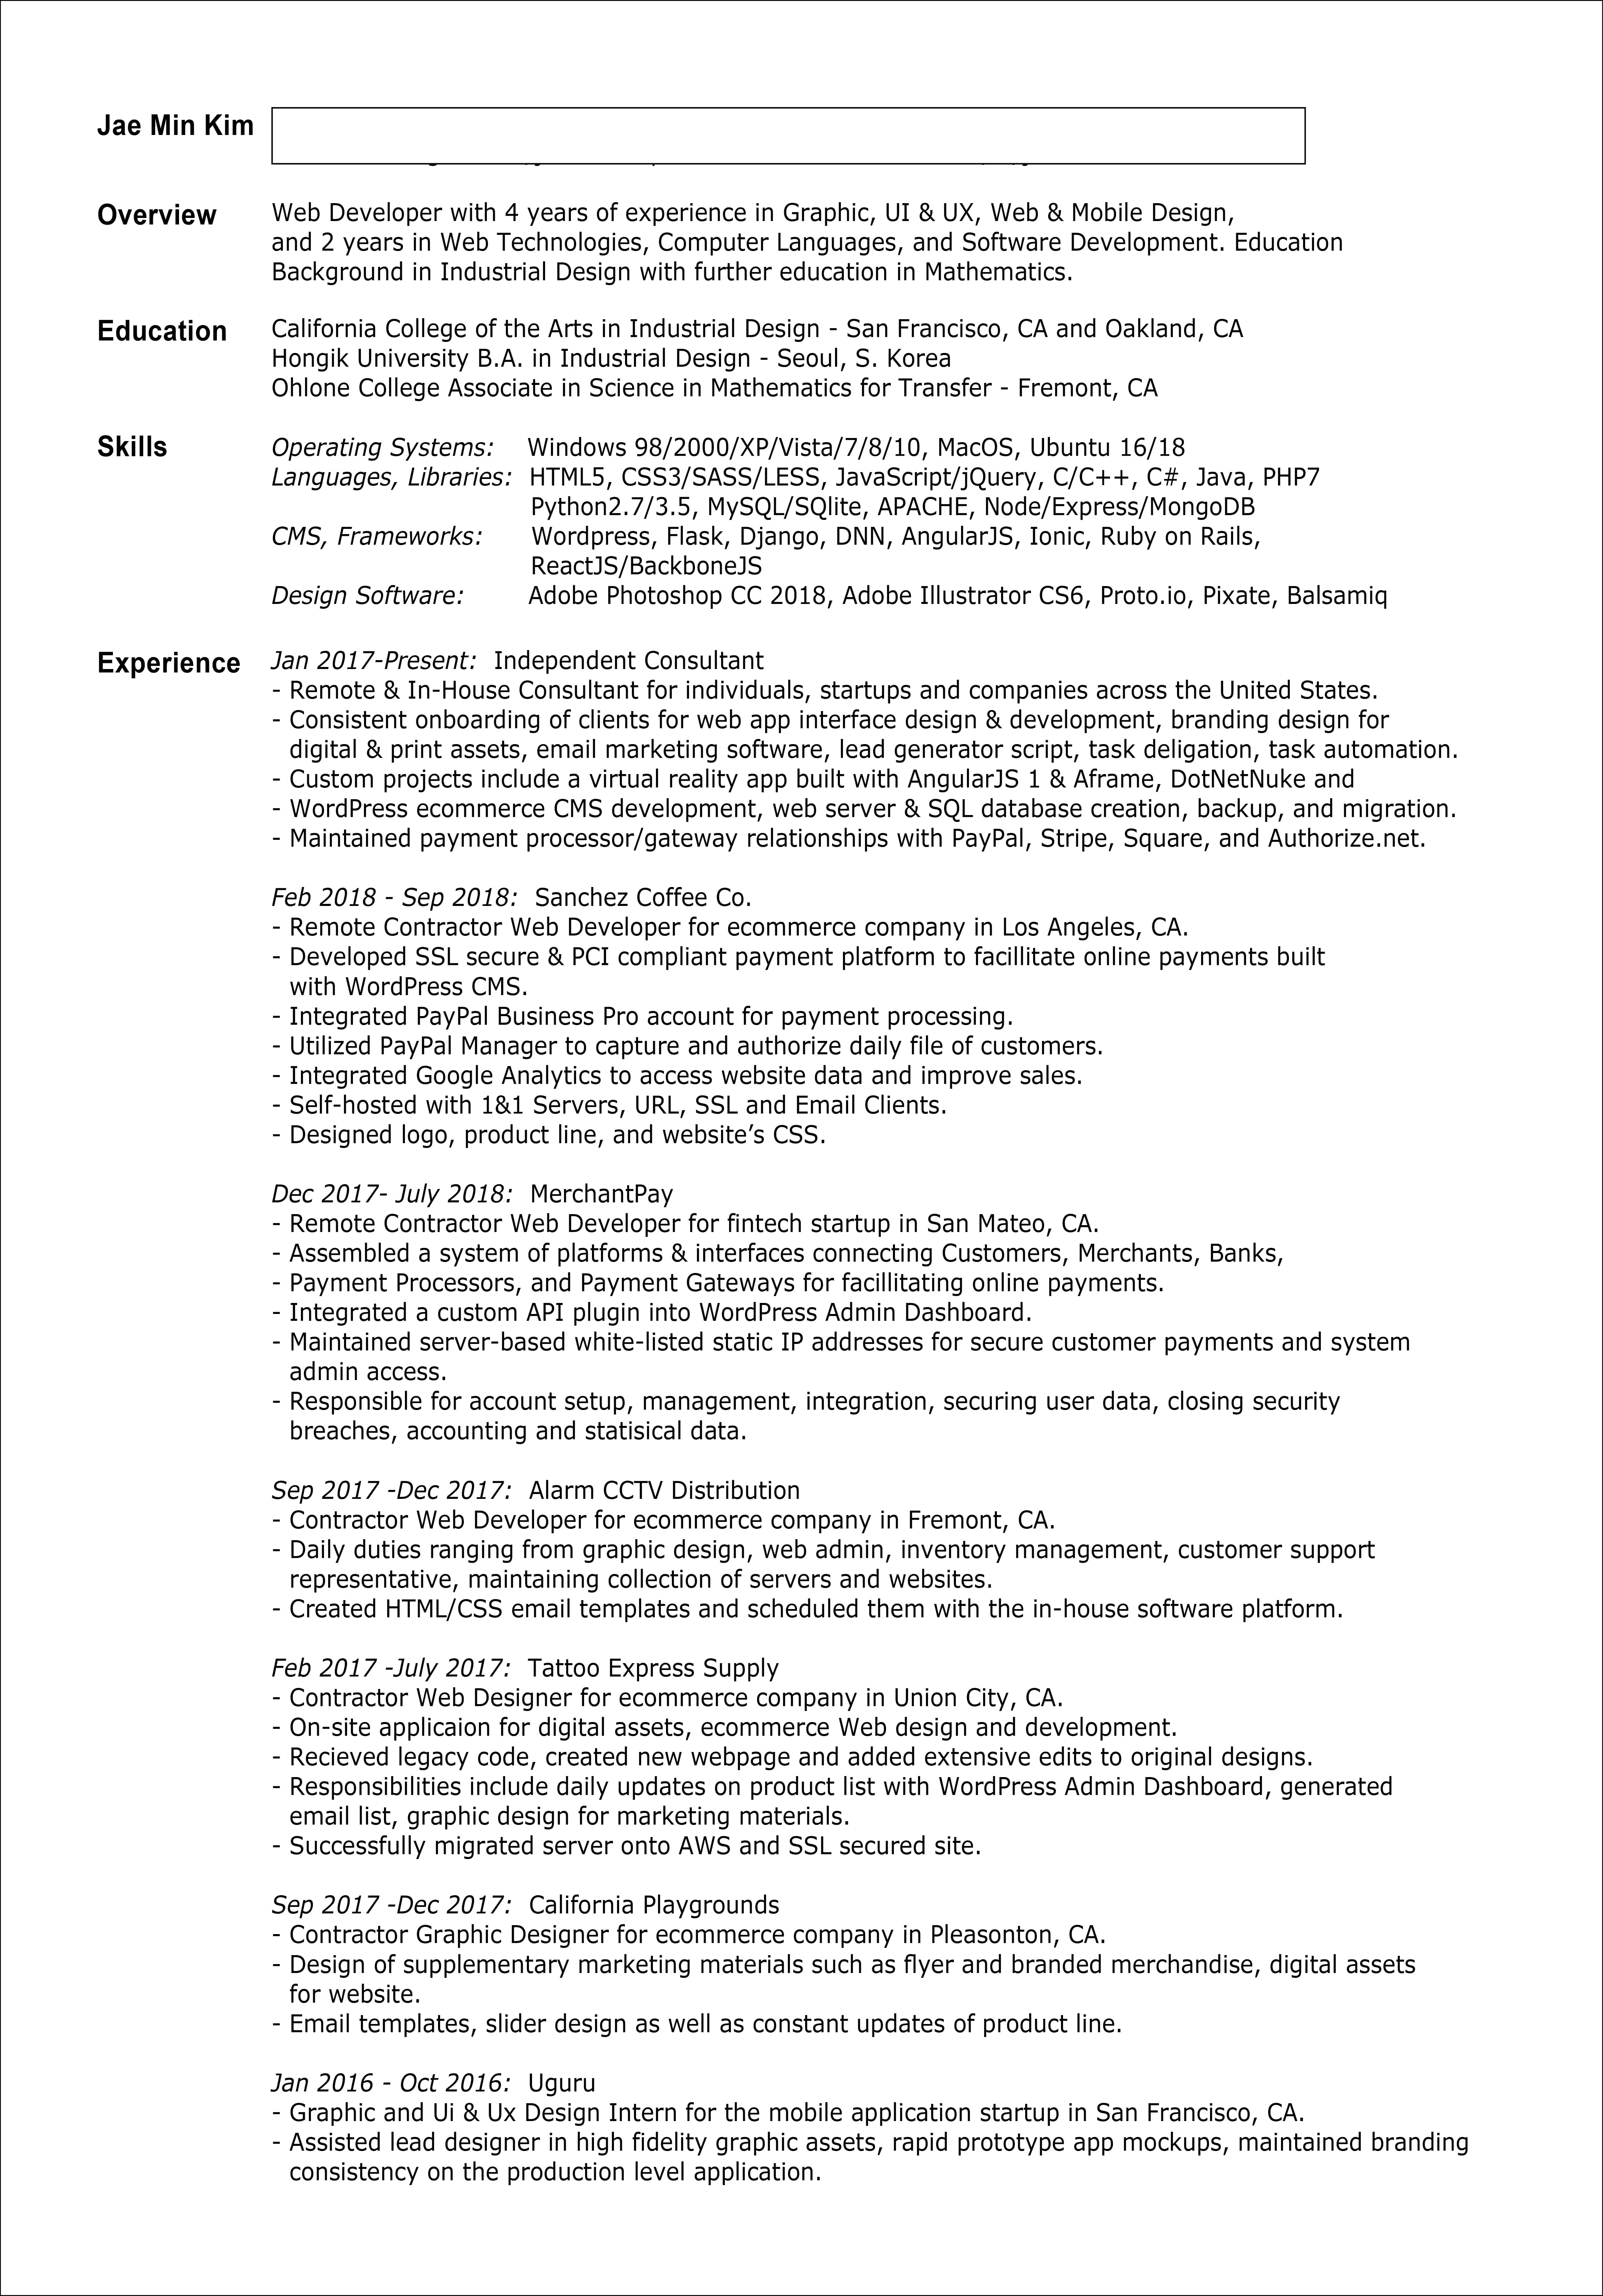 Jae Min Kim
Overview
Web Developer with 4 years of experience in Graphic, UI & UX, Web & Mobile Design,
and 2 years in Web Technologies, Computer Languages, and Software Development. Education
Background in Industrial Design with further education in Mathematics.
Education
California College of the Arts in Industrial Design - San Francisco, CA and Oakland, CA
Hongik University B.A. in Industrial Design - Seoul, S. Korea
Ohlone College Associate in Science in Mathematics for Transfer - Fremont, CA
Skills
Operating Systems: Windows 98/2000/XP/Vista/7/8/10, MacOS, Ubuntu 16/18
Languages, Libraries: HTML5, CSS3/SASS/LESS, JavaScript/jQuery, C/C++, C#, Java, PHP7
Python2.7/3.5, MySQL/SQlite, APACHE, Node/Express/MongoDB
CMS, Frameworks: Wordpress, Flask, Django, DNN, AngularJS, Ionic, Ruby on Rails,
ReactJS/BackboneJS
Design Software: Adobe Photoshop CC 2018, Adobe Illustrator CS6, Proto.io, Pixate, Balsamiq
Experience
Jan 2017-Present: Independent Consultant
- Remote & In-House Consultant for individuals, startups and companies across the United States.
- Consistent onboarding of clients for web app interface design & development, branding design for
digital & print assets, email marketing software, lead generator script, task deligation, task automation.
- Custom projects include a virtual reality app built with AngularJS 1 & Aframe, DotNetNuke and
- WordPress ecommerce CMS development, web server & SQL database creation, backup, and migration.
- Maintained payment processor/gateway relationships with PayPal, Stripe, Square, and Authorize.net.
Feb 2018 - Sep 2018: Sanchez Coffee Co.
- Remote Contractor Web Developer for ecommerce company in Los Angeles, CA.
- Developed SSL secure & PCI compliant payment platform to facillitate online payments built
with WordPress CMS.
- Integrated PayPal Business Pro account for payment processing.
- Utilized PayPal Manager to capture and authorize daily file of customers.
- Integrated Google Analytics to access website data and improve sales.
- Self-hosted with 1&1 Servers, URL, SSL and Email Clients.
- Designed logo, product line, and website’s CSS.
Dec 2017- July 2018: MerchantPay
- Remote Contractor Web Developer for fintech startup in San Mateo, CA.
- Assembled a system of platforms & interfaces connecting Customers, Merchants, Banks,
- Payment Processors, and Payment Gateways for facillitating online payments.
- Integrated a custom API plugin into WordPress Admin Dashboard.
- Maintained server-based white-listed static IP addresses for secure customer payments and system
admin access.
- Responsible for account setup, management, integration, securing user data, closing security
breaches, accounting and statisical data.
Sep 2017 -Dec 2017: Alarm CCTV Distribution
- Contractor Web Developer for ecommerce company in Fremont, CA.
- Daily duties ranging from graphic design, web admin, inventory management, customer support
representative, maintaining collection of servers and websites.
- Created HTML/CSS email templates and scheduled them with the in-house software platform.
Feb 2017 -July 2017: Tattoo Express Supply
- Contractor Web Designer for ecommerce company in Union City, CA.
- On-site applicaion for digital assets, ecommerce Web design and development.
- Recieved legacy code, created new webpage and added extensive edits to original designs.
- Responsibilities include daily updates on product list with WordPress Admin Dashboard, generated
email list, graphic design for marketing materials.
- Successfully migrated server onto AWS and SSL secured site.
Sep 2017 -Dec 2017: California Playgrounds
- Contractor Graphic Designer for ecommerce company in Pleasonton, CA.
- Design of supplementary marketing materials such as flyer and branded merchandise, digital assets
for website.
- Email templates, slider design as well as constant updates of product line.
Jan 2016 - Oct 2016: Uguru
- Graphic and Ui & Ux Design Intern for the mobile application startup in San Francisco, CA.
- Assisted lead designer in high fidelity graphic assets, rapid prototype app mockups, maintained branding
consistency on the production level application.